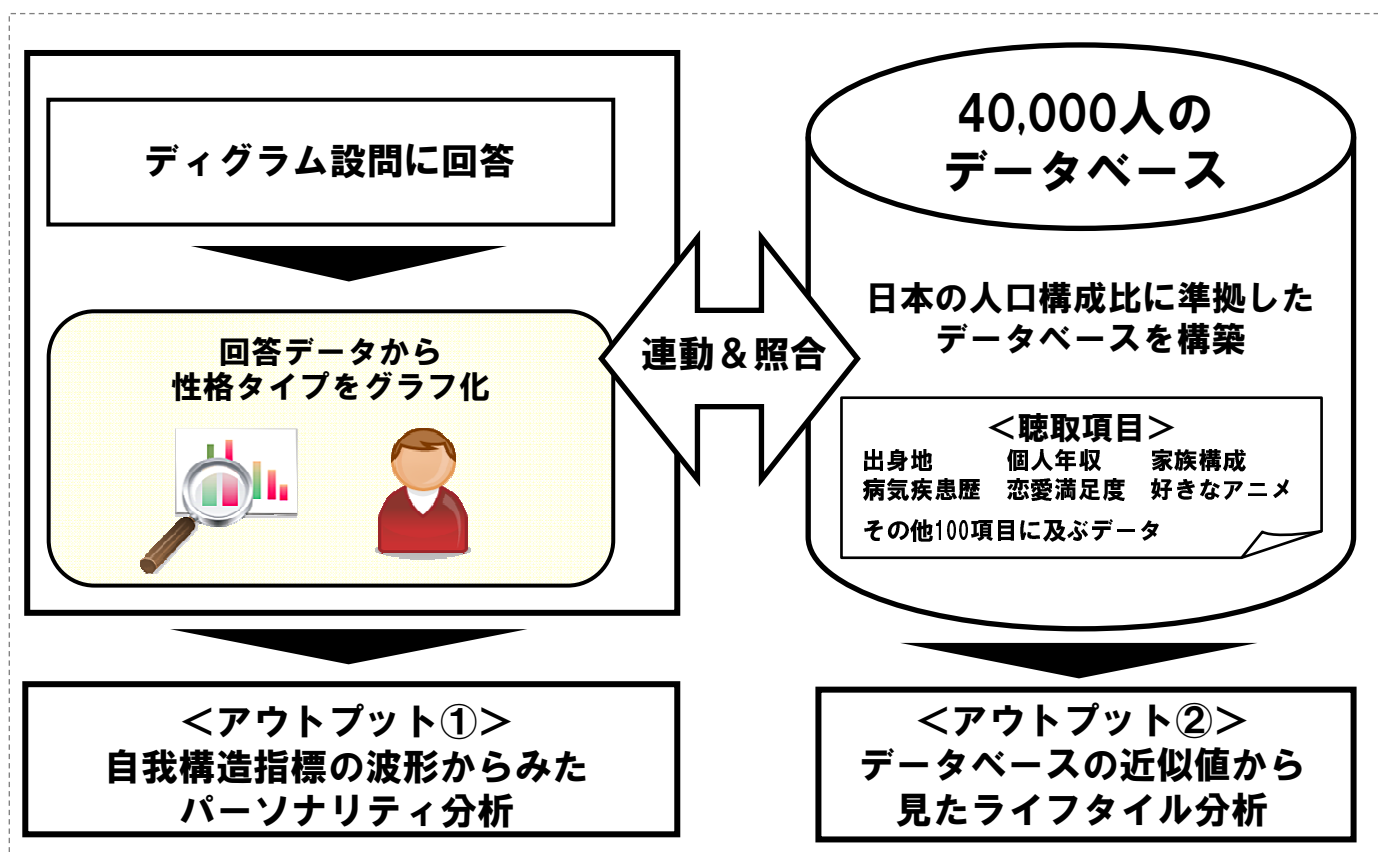 ディグラム設問に回答
回答データから
性格タイプをグラフ化
連動＆照合
40,000人の
データベース
日本の人口構成比に準拠した
データベースを構築
＜聴取項目＞
出身地　個人年収　家族構成
病気疾患歴　恋愛満足度　好きなアニメ
その他100項目に及ぶデータ
＜アウトプット①＞
自我構造指標の波形からみた
パーソナリティ分析
＜アウトプット②＞
データベースの近似値から
見たライフタイル分析